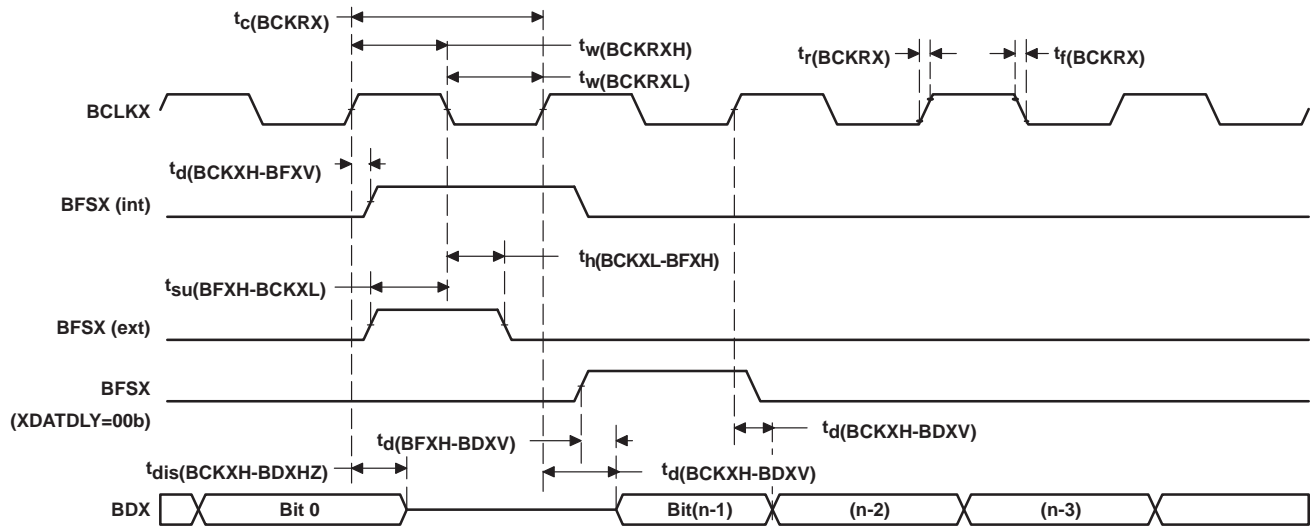 tc(BCKRX)
tw(BCKRXH)
tr(BCKRX)
tf(BCKRX)
tw(BCKRXL)
BCLKX
td(BCKXH-BFXV)
BFSX (int)
th(BCKXL-BFXH)
tsu(BFXH-BCKXL)
BFSX (ext)
BFSX
(XDATDLY=00b)
td(BFXH-BDXV)
td(BCKXH-BDXV)
tdis(BCKXH-BDXHZ)
td(BCKXH-BDXV)
BDX
Bit 0
Bit(n-1)
(n-2)
(n-3)